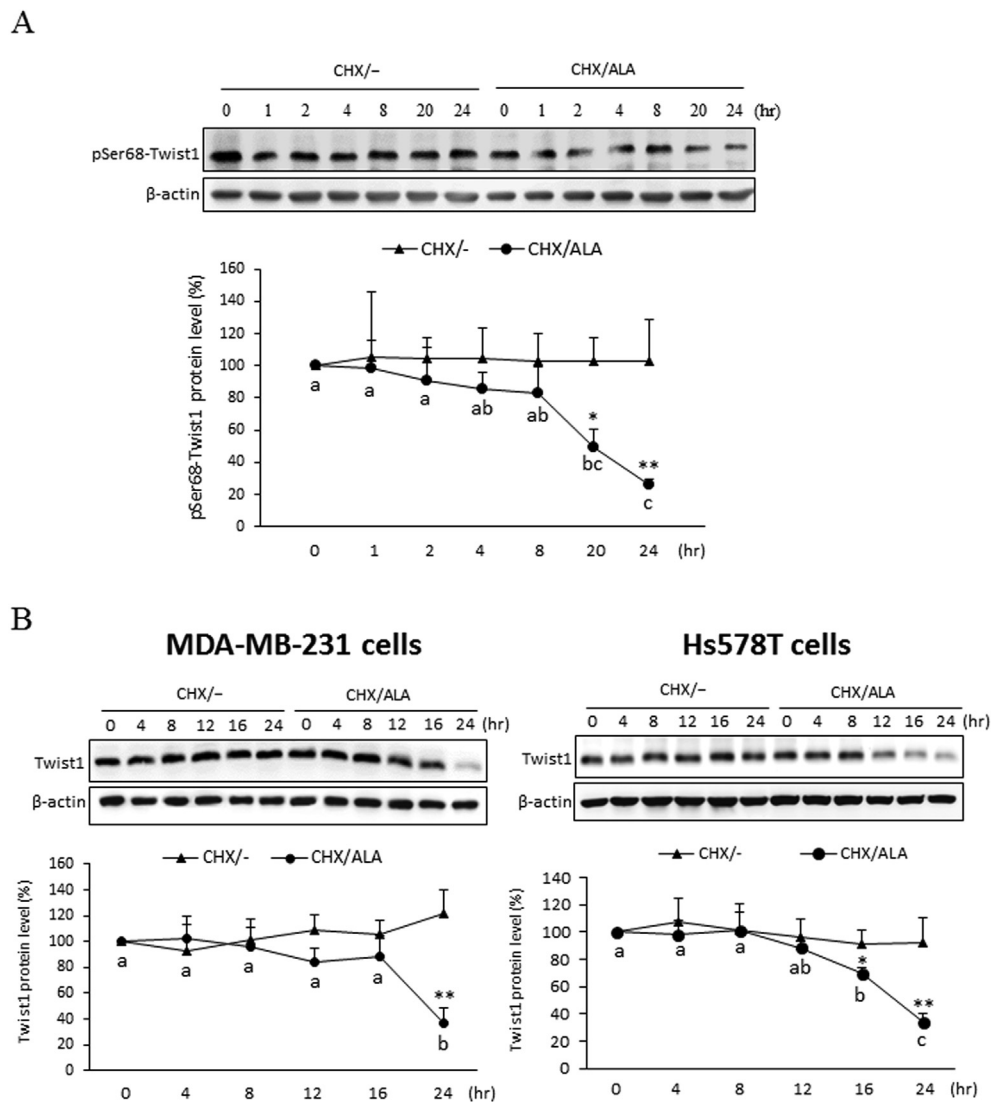 A
CHX/– CHX/ALA
0 1 2 4 8 20 24 0 1 2 4 8 20 24 (hr)
pSer68-Twist1
β-actin
CHX/- CHX/ALA
pSer68-Twist1 protein level (%)
160
140
120
100
80
60
40
20
0
a a a ab ab * bc ** c
0 1 2 4 8 20 24 (hr)
B
MDA-MB-231 cells
CHX/– CHX/ALA
0 4 8 12 16 24 0 4 8 12 16 24 (hr)
Twist1
β-actin
CHX/- CHX/ALA
Twist1 protein level (%)
160
140
120
100
80
60
40
20
0
a a a a a ** b
0 4 8 12 16 24 (hr)
Hs578T cells
CHX/– CHX/ALA
0 4 8 12 16 24 0 4 8 12 16 24 (hr)
Twist1
β-actin
CHX/- CHX/ALA
Twist1 protein level (%)
140
120
100
80
60
40
20
0
a a a ab * b ** c
0 4 8 12 16 24 (hr)